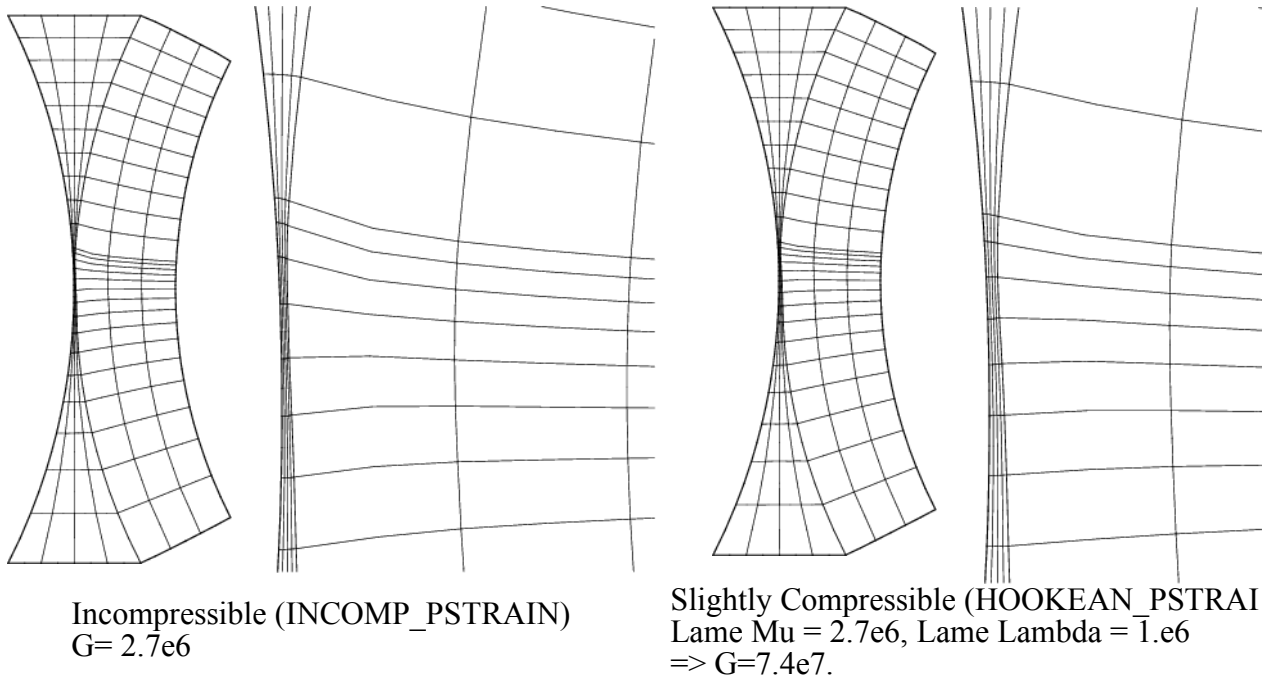 Incompressible (INCOMP_PSTRAIN)
G= 2.7e6
Slightly Compressible (HOOKEAN_PSTRAI
Lame Mu = 2.7e6, Lame Lambda = 1.e6
=> G=7.4e7.